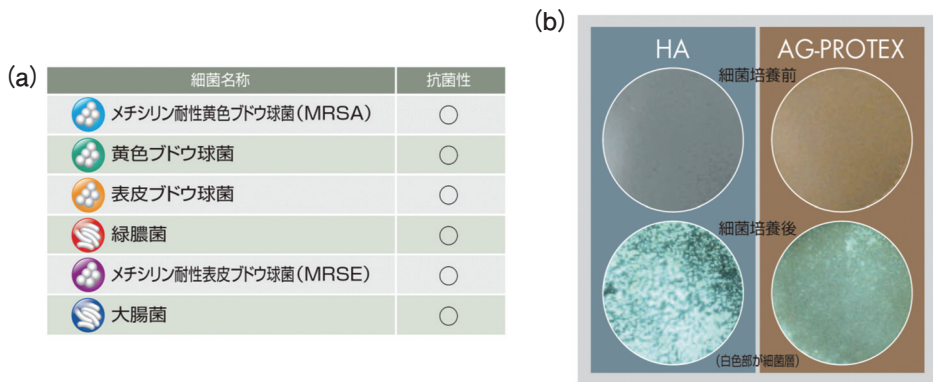 (a)
細菌名称 抗菌性
メチシリン耐性黄色ブドウ球菌(MRSA) ○
黄色ブドウ球菌 ○
表皮ブドウ球菌 ○
緑膿菌 ○
メチシリン耐性表皮ブドウ球菌(MRSE) ○
大腸菌 ○
(b)
HA AG-PROTEX
細菌培養前
細菌培養後
(白色部が細菌層)